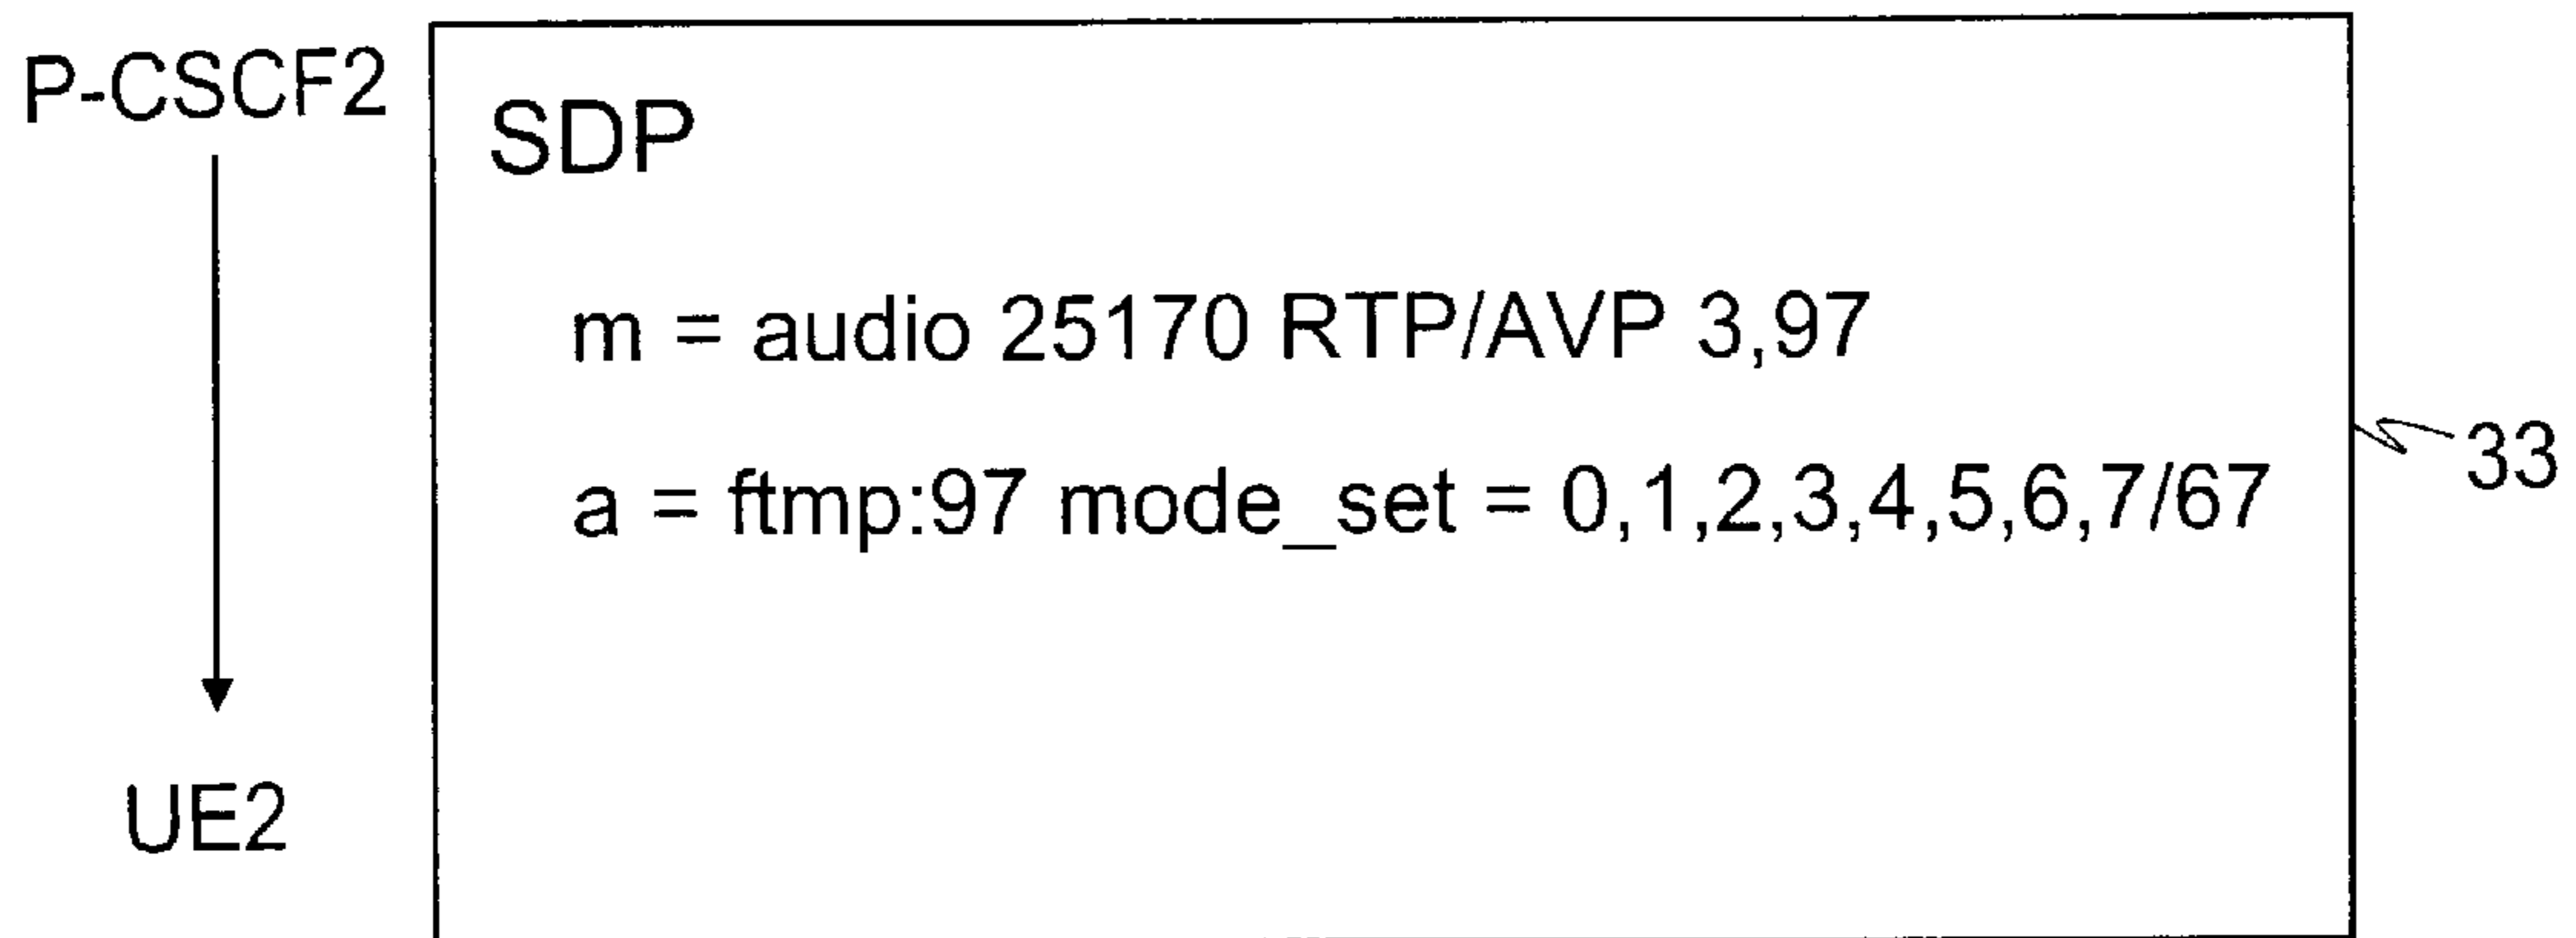 P-CSCF2
SDP
m = audio 25170 RTP/AVP 3,97
a = ftmp:97 mode_set = 0,1,2,3,4,5,6,7/67
33
UE2